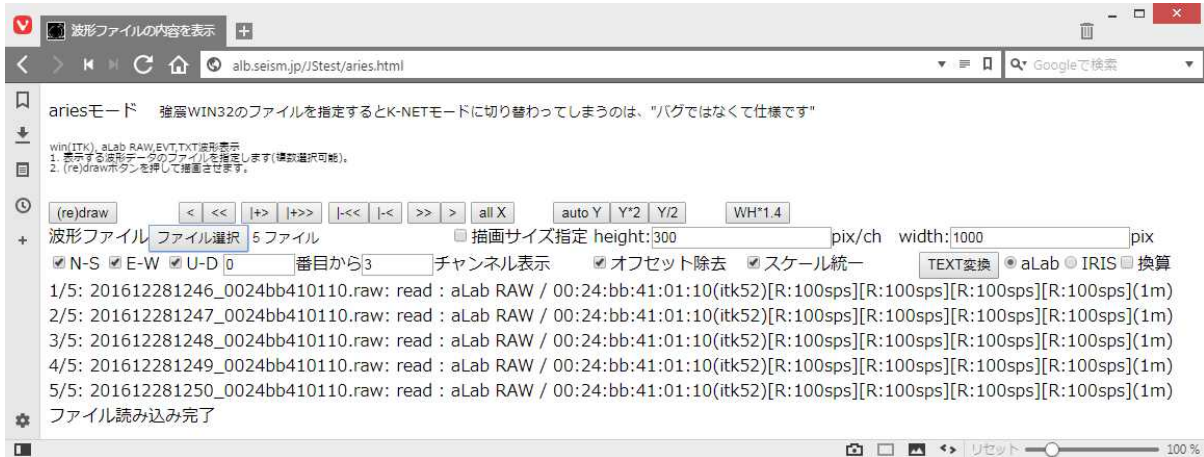 波形ファイルの内容を表示
alb.seism.jp/JStest/aries.html
Googleで検索
ariesモード 強震WIN32のファイルを指定するとK-NETモードに切り替わってしまうのは、"バグではなくて仕様です"
win(ITK), aLab RAW,EVT,TXT波形表示
1. 表示する波形データのファイルを指定します(複数選択可能)。
2. (re)drawボタンを押して描画させます。
(re)draw < << |+> |+>> |-<< |-< >> > all X auto Y Y*2 Y/2 WH*1.4
波形ファイル ファイル選択 5 ファイル 描画サイズ指定 height: 300 pix/ch width: 1000 pix
N-S E-W U-D 0 番目から 3 チャンネル表示 オフセット除去 スケール統一 TEXT変換 aLab IRIS 換算
1/5: 201612281246_0024bb410110.raw: read : aLab RAW / 00:24:bb:41:01:10(itk52)[R:100sps][R:100sps][R:100sps][R:100sps](1m)
2/5: 201612281247_0024bb410110.raw: read : aLab RAW / 00:24:bb:41:01:10(itk52)[R:100sps][R:100sps][R:100sps][R:100sps](1m)
3/5: 201612281248_0024bb410110.raw: read : aLab RAW / 00:24:bb:41:01:10(itk52)[R:100sps][R:100sps][R:100sps][R:100sps](1m)
4/5: 201612281249_0024bb410110.raw: read : aLab RAW / 00:24:bb:41:01:10(itk52)[R:100sps][R:100sps][R:100sps][R:100sps](1m)
5/5: 201612281250_0024bb410110.raw: read : aLab RAW / 00:24:bb:41:01:10(itk52)[R:100sps][R:100sps][R:100sps][R:100sps](1m)
ファイル読み込み完了
リセット 100 %